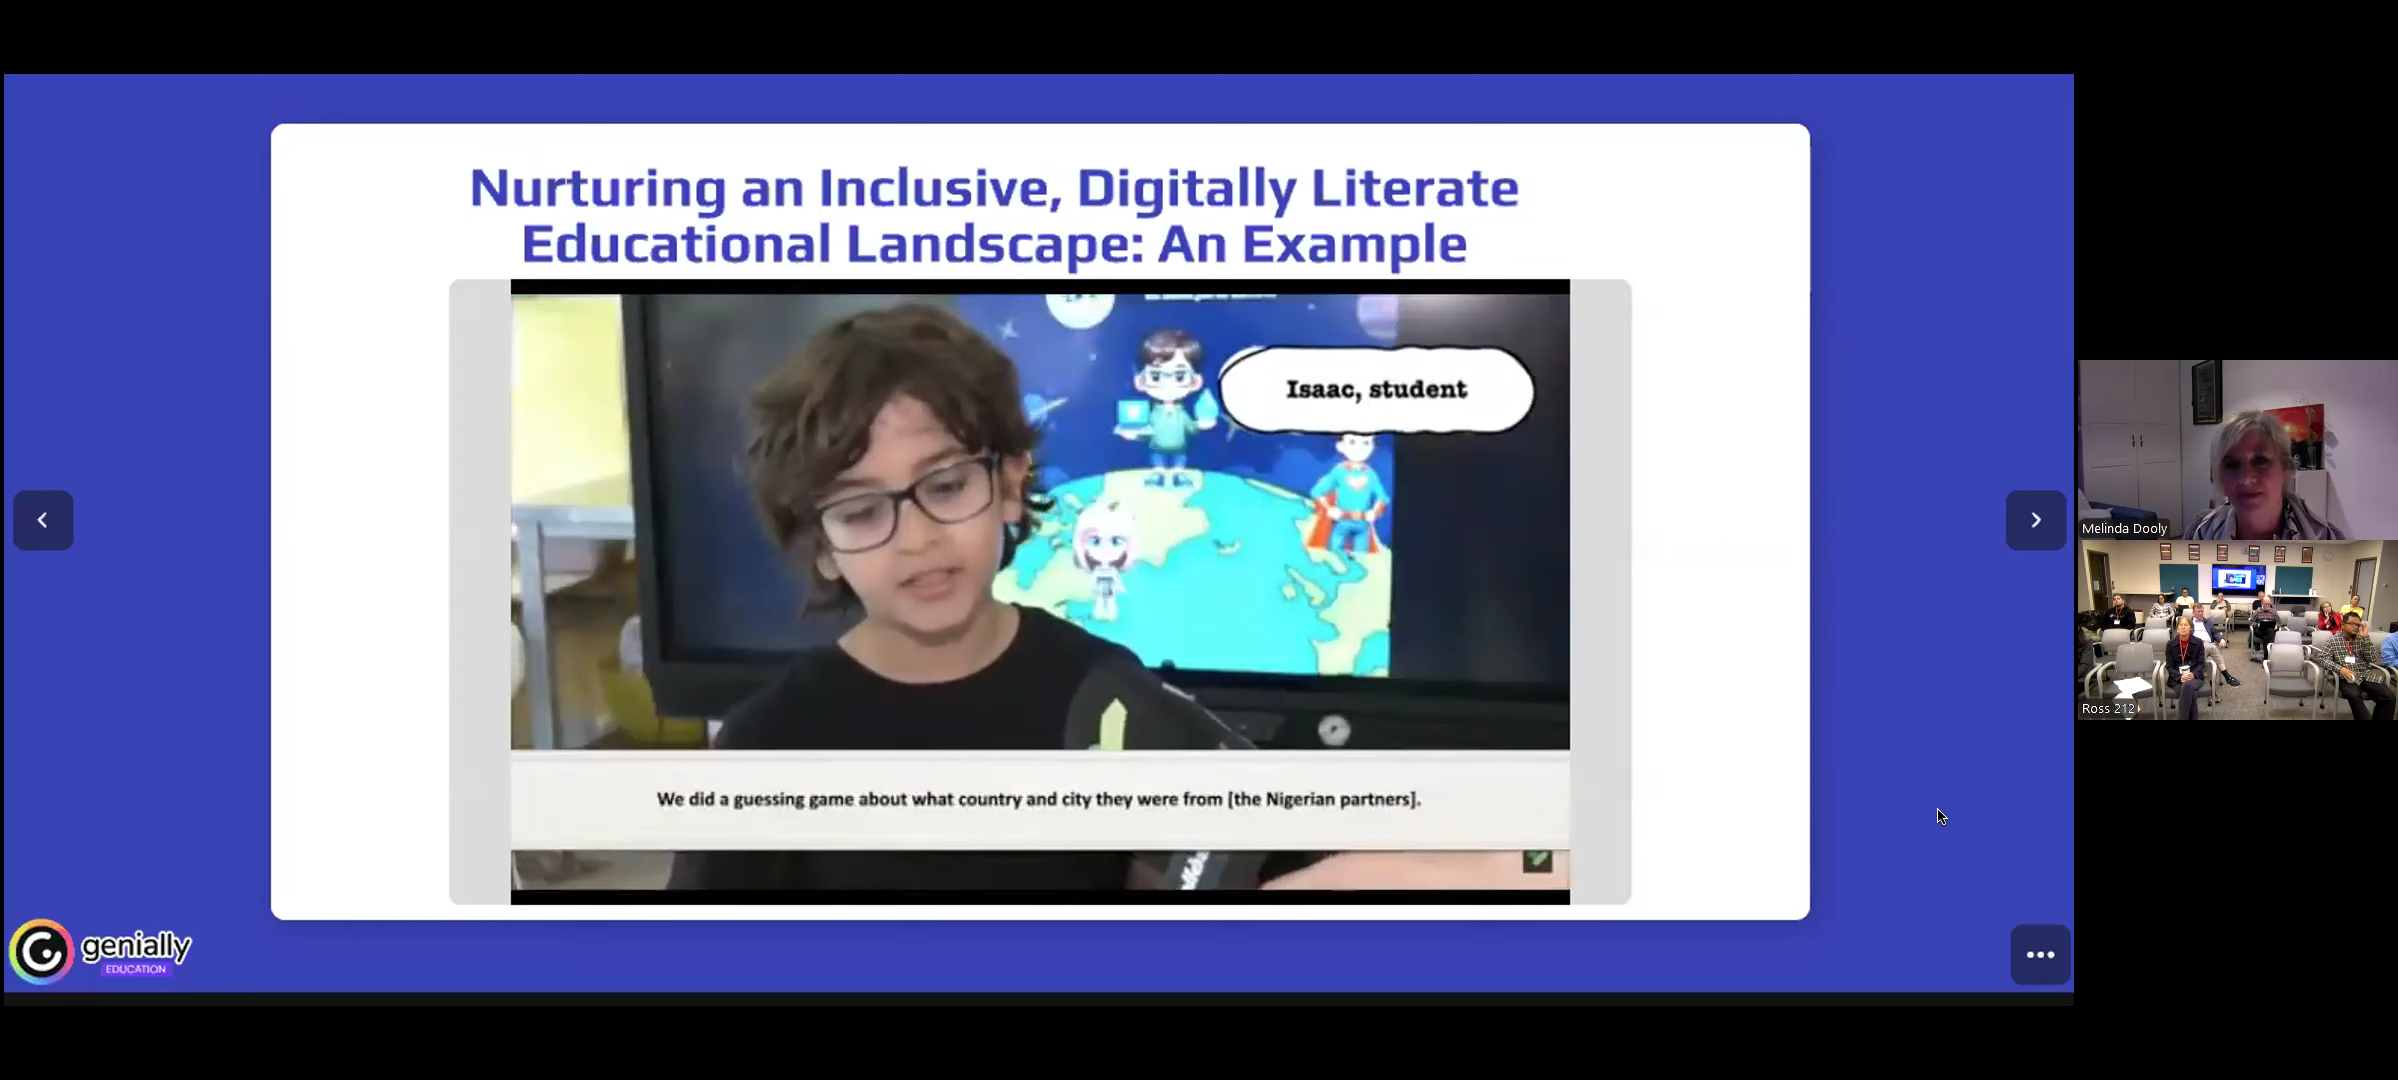 Nurturing an Inclusive, Digitally Literate
Educational Landscape: An Example
Isaac, student
We did a guessing game about what country and city they were from [the Nigerian partners].
genially
EDUCATION
Melinda Dooly
Ross 212